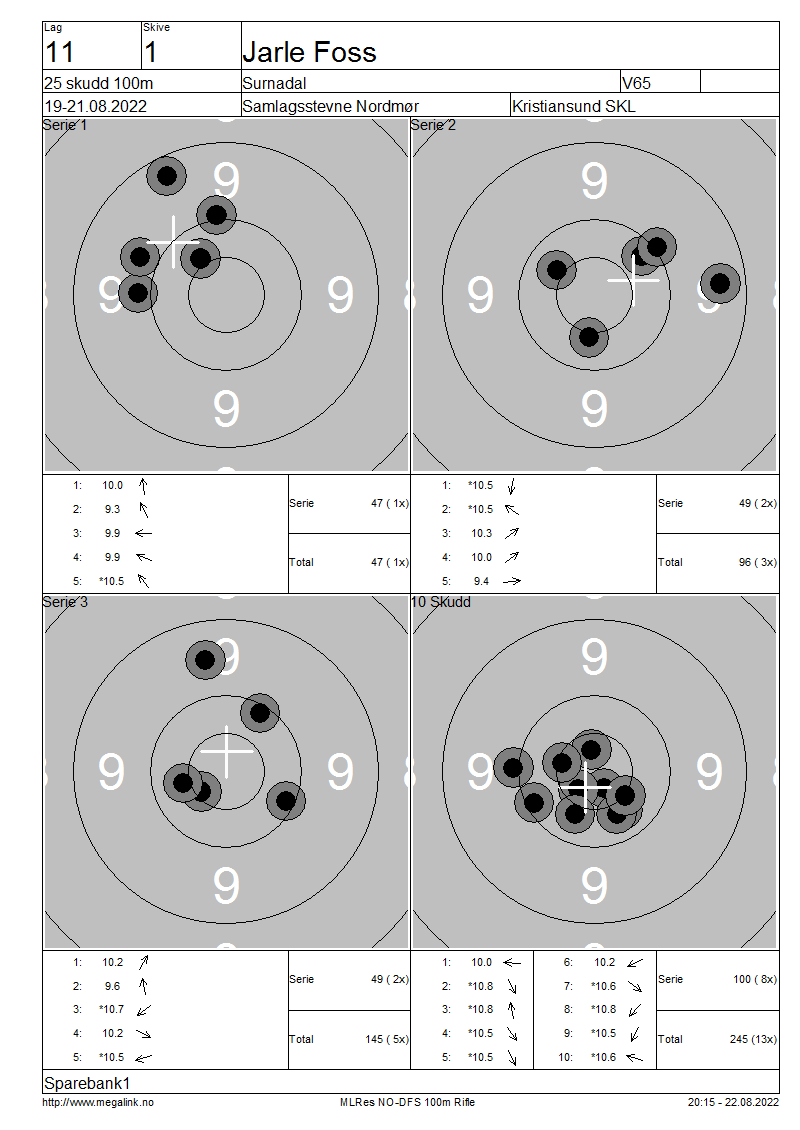 Lag
Skive
11
1
Jarle Foss
25 skudd 100m
Surnadal
V65
19-21.08.2022
Samlagsstevne Nordmør
Kristiansund SKL
Serie 1
9
9
9
9
8
Serie 2
9
9
9
9
8
1: 10.0
2: 9.3
3: 9.9
4: 9.9
5: *10.5
Serie 47 ( 1x)
Total 47 ( 1x)
1: *10.5
2: *10.5
3: 10.3
4: 10.0
5: 9.4
Serie 49 ( 2x)
Total 96 ( 3x)
Serie 3
9
9
9
9
8
10 Skudd
9
9
9
9
8
1: 10.2
2: 9.6
3: *10.7
4: 10.2
5: *10.5
Serie 49 ( 2x)
Total 145 ( 5x)
1: 10.0
2: *10.8
3: *10.8
4: *10.5
5: *10.5
6: 10.2
7: *10.6
8: *10.8
9: *10.5
10: *10.6
Serie 100 ( 8x)
Total 245 (13x)
Sparebank1
http://www.megalink.no
MLRes NO-DFS 100m Rifle
20:15 - 22.08.2022